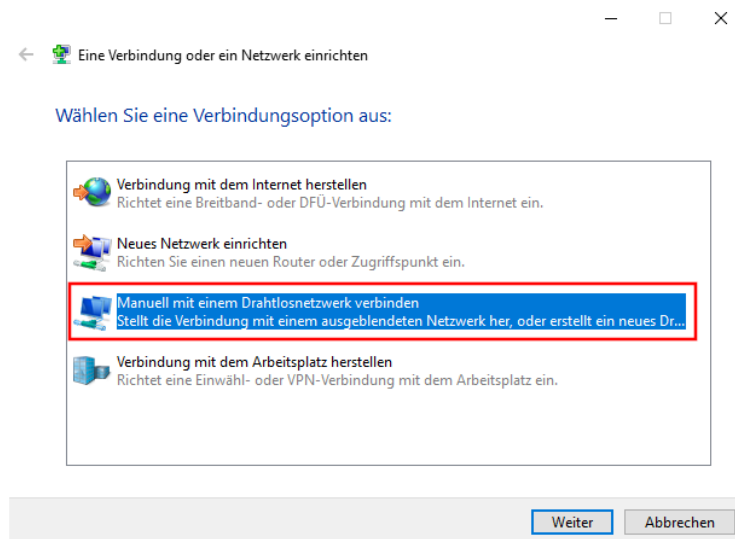 Eine Verbindung oder ein Netzwerk einrichten
Wählen Sie eine Verbindungsoption aus:
Verbindung mit dem Internet herstellen
Richtet eine Breitband- oder DFÜ-Verbindung mit dem Internet ein.
Neues Netzwerk einrichten
Richten Sie einen neuen Router oder Zugriffspunkt ein.
Manuell mit einem Drahtlosnetzwerk verbinden
Stellt die Verbindung mit einem ausgeblendeten Netzwerk her, oder erstellt ein neues Dr...
Verbindung mit dem Arbeitsplatz herstellen
Richtet eine Einwähl- oder VPN-Verbindung mit dem Arbeitsplatz ein.
Weiter Abbrechen